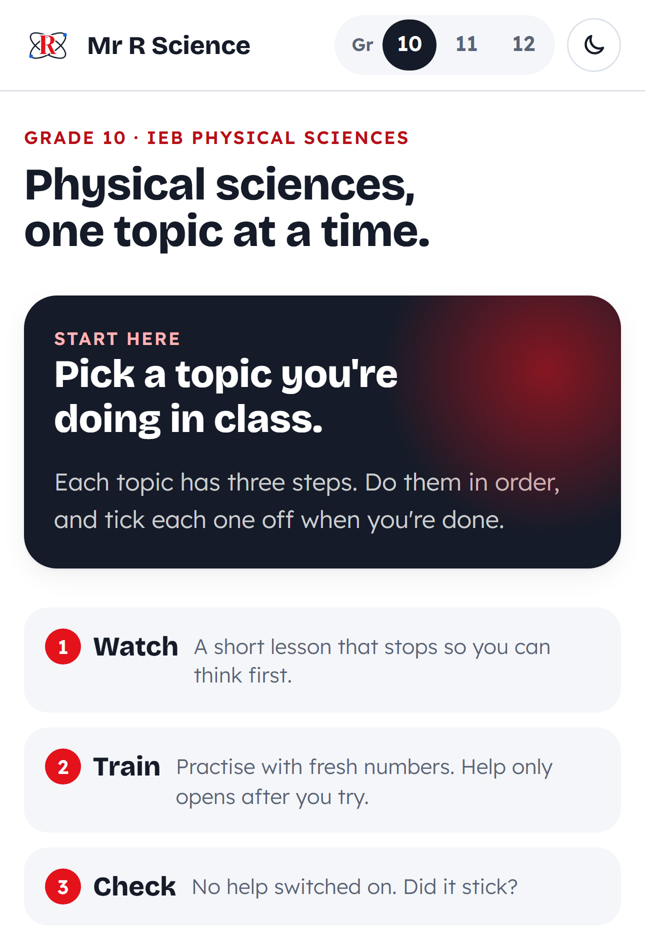 R Mr R Science
Gr 10 11 12
GRADE 10 · IEB PHYSICAL SCIENCES
Physical sciences,
one topic at a time.
START HERE
Pick a topic you're
doing in class.
Each topic has three steps. Do them in order,
and tick each one off when you're done.
1 Watch A short lesson that stops so you can
think first.
2 Train Practise with fresh numbers. Help only
opens after you try.
3 Check No help switched on. Did it stick?